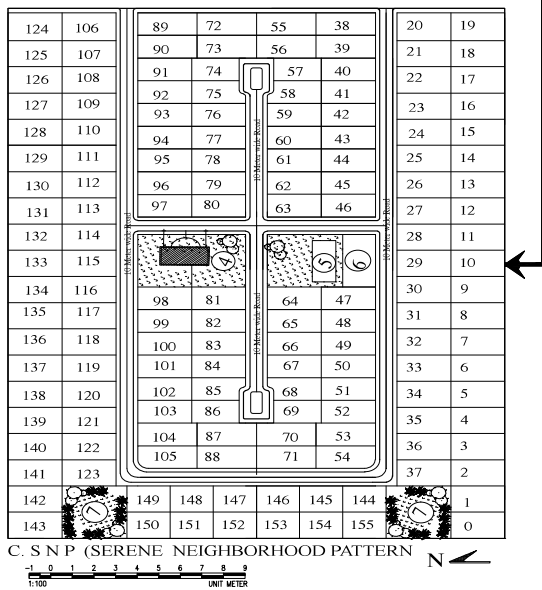 124 106 89 72 55 38 20 19
125 107 90 73 56 39 21 18
126 108 91 74 57 40 22 17
127 109 92 75 58 41 23 16
128 110 93 76 59 42 24 15
129 111 94 77 60 43 25 14
130 112 95 78 61 44 26 13
131 113 96 79 62 45 27 12
132 114 97 80 63 46 28 11
133 115 4 5 6 29 10
134 116 98 81 64 47 30 9
135 117 99 82 65 48 31 8
136 118 100 83 66 49 32 7
137 119 101 84 67 50 33 6
138 120 102 85 68 51 34 5
139 121 103 86 69 52 35 4
140 122 104 87 70 53 36 3
141 123 105 88 71 54 37 2
142 7 149 148 147 146 145 144 7 1
143 150 151 152 153 154 155 0
10 Meter wide Road
10 Meter wide Road
10 Meter wide Road
10 Meter wide Road
C. S N P (SERENE NEIGHBORHOOD PATTERN N
-1 0 1 2 3 4 5 6 7 8 9
1:100 UNIT METER